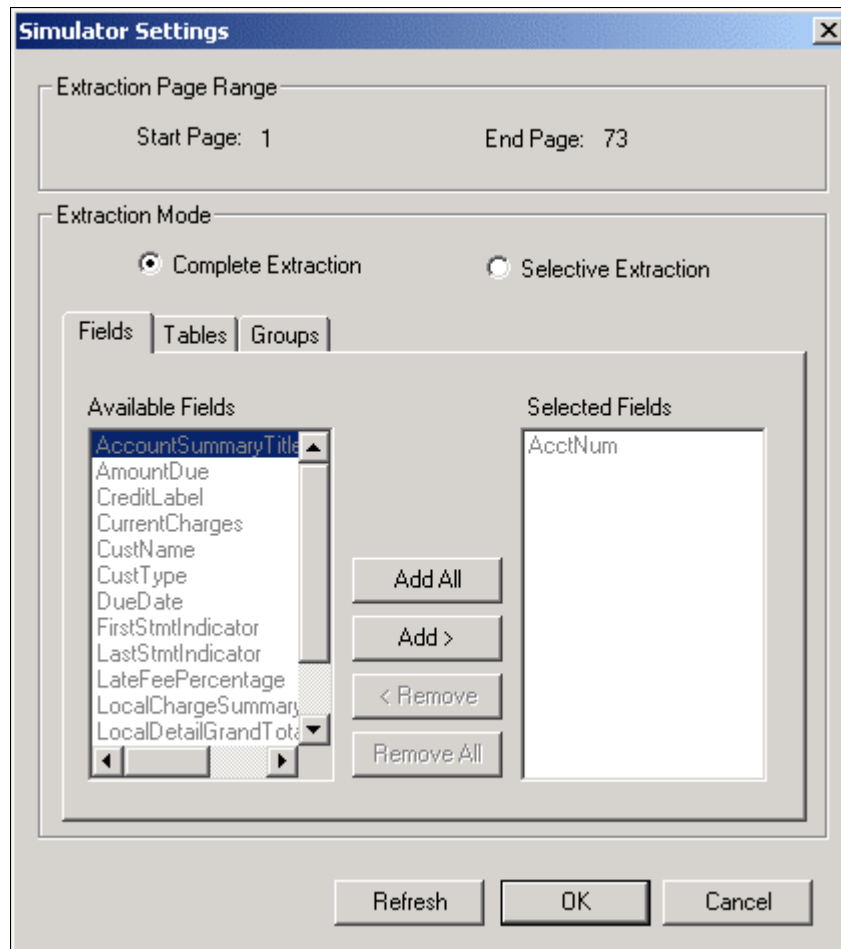 Simulator Settings
Extraction Page Range
Start Page: 1
End Page: 73
Extraction Mode
Complete Extraction
Selective Extraction
Fields
Tables
Groups
Available Fields
AccountSummaryTitle
AmountDue
CreditLabel
CurrentCharges
CustName
CustType
DueDate
FirstStmtIndicator
LastStmtIndicator
LateFeePercentage
LocalChargeSummary
LocalDetailGrandTota
Add All
Add >
< Remove
Remove All
Selected Fields
AcctNum
Refresh
OK
Cancel